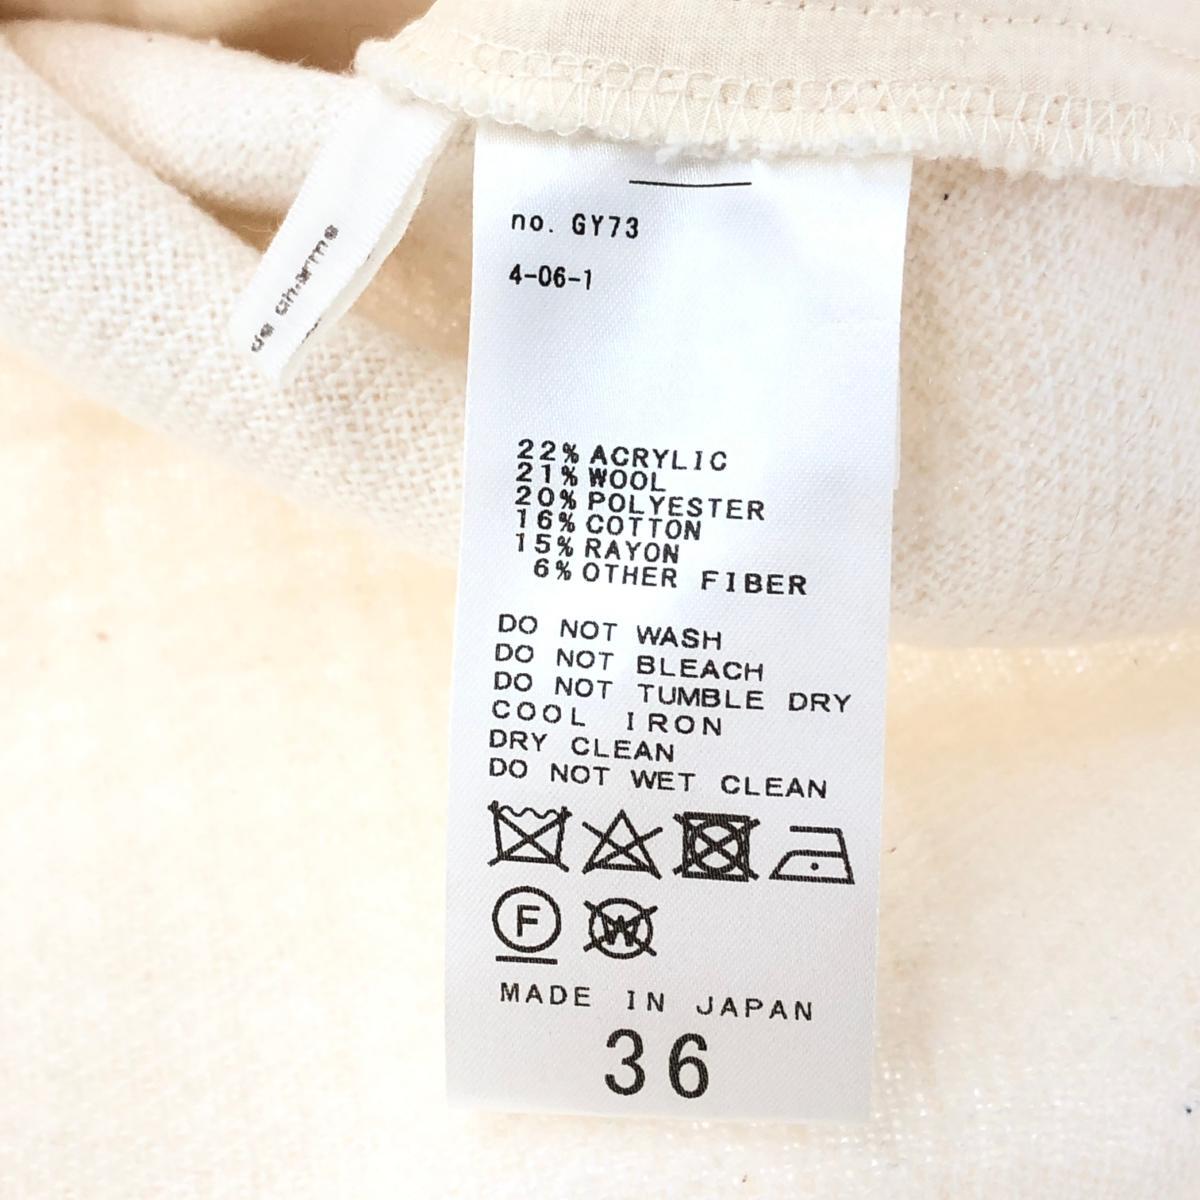 de charms
no. GY73
4-06-1
22% ACRYLIC
21% WOOL
20% POLYESTER
16% COTTON
15% RAYON
6% OTHER FIBER
DO NOT WASH
DO NOT BLEACH
DO NOT TUMBLE DRY
COOL IRON
DRY CLEAN
DO NOT WET CLEAN
F
W
MADE IN JAPAN
36